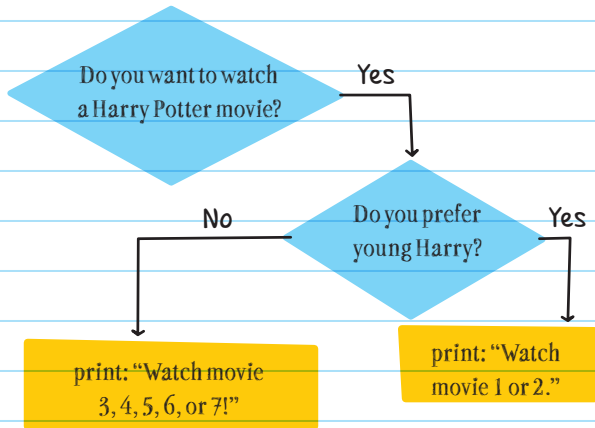 Do you want to watch
a Harry Potter movie?
Yes
Do you prefer
young Harry?
No
Yes
print: “Watch movie
3, 4, 5, 6, or 7!”
print: “Watch
movie 1 or 2.”